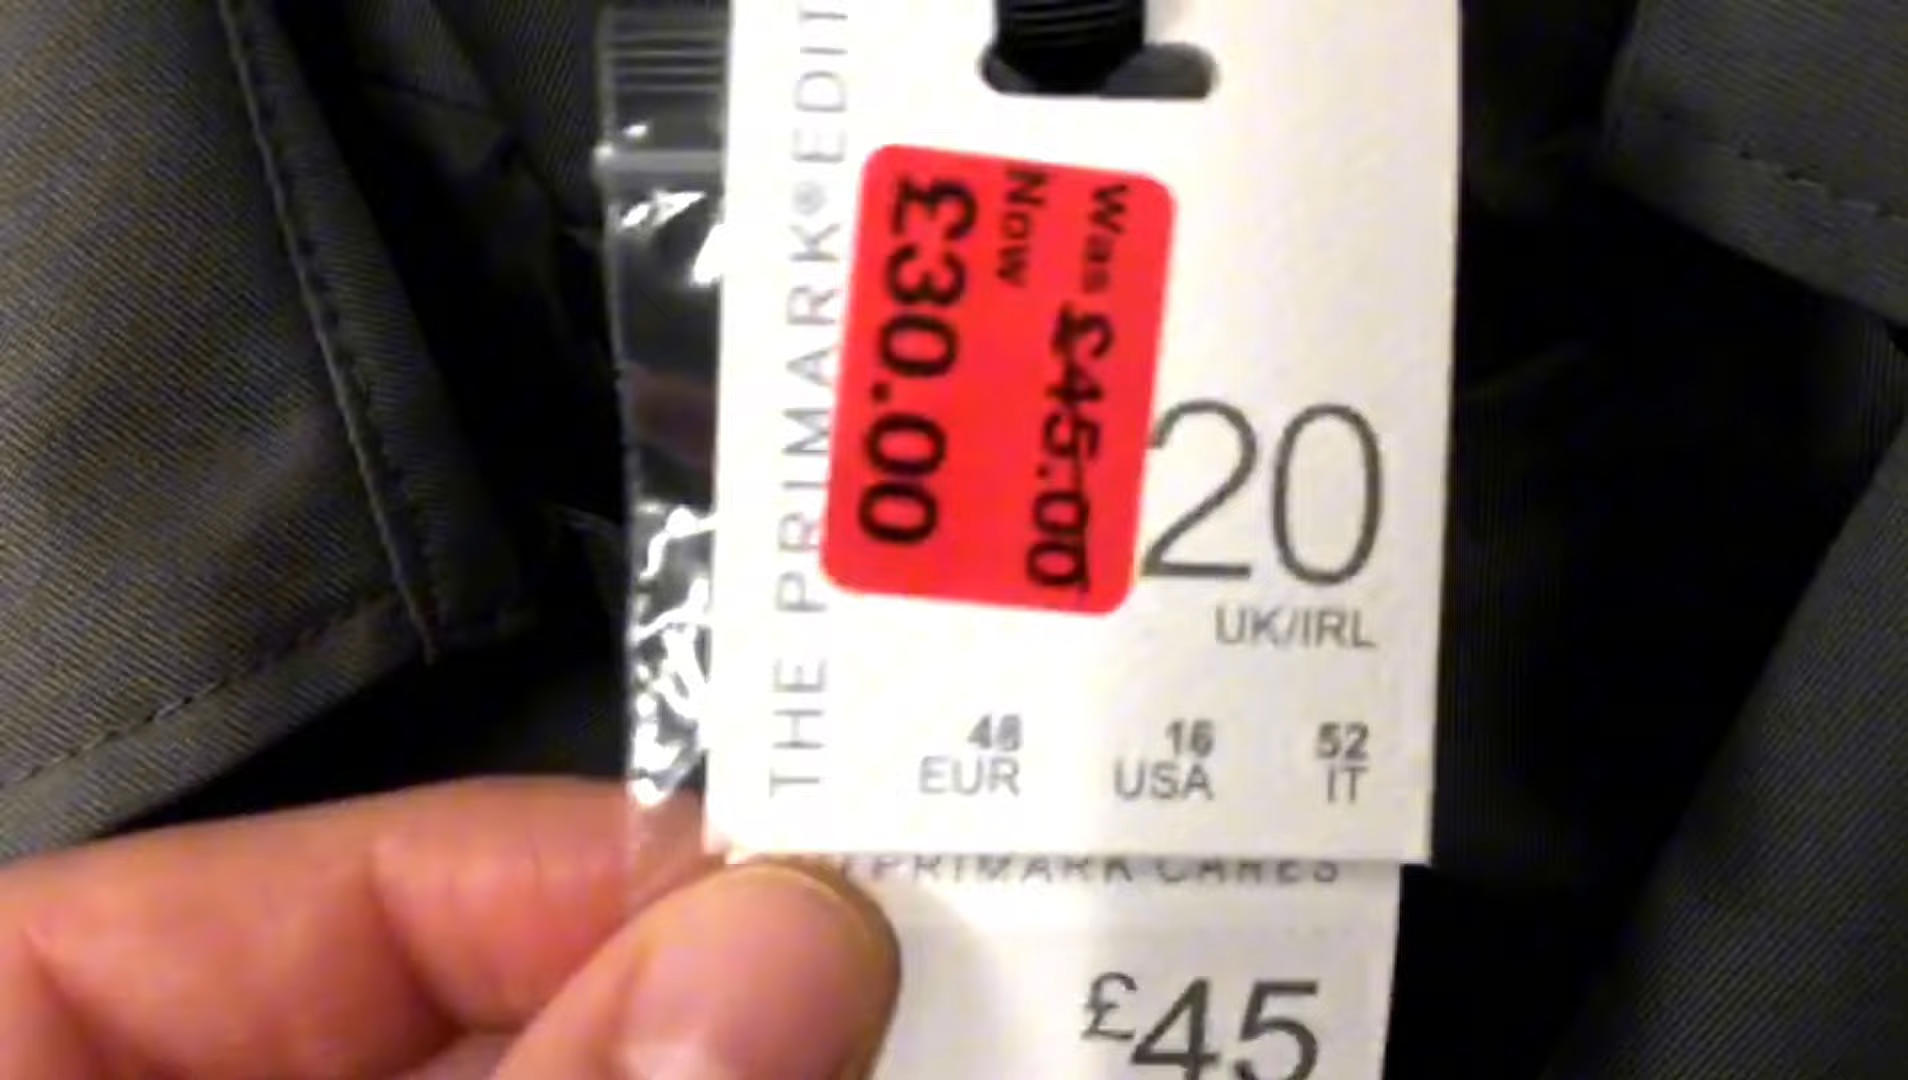 THE PRIMARK® EDIT
Was £45.00
Now
£30.00
20
UK/IRL
48 16 52
EUR USA IT
PRIMARK CARES
£45